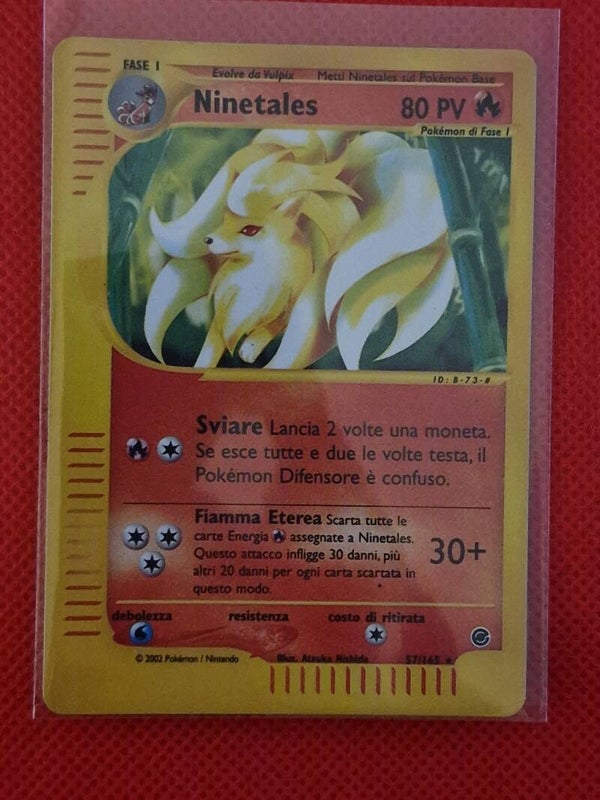 FASE 1
Evolve da Vulpix Metti Ninetales sul Pokémon Base
Ninetales 80 PV
Pokémon di Fase 1
ID: B-73-#
Sviare Lancia 2 volte una moneta.
Se esce tutte e due le volte testa, il
Pokémon Difensore è confuso.
Fiamma Eterea Scarta tutte le
carte Energia assegnate a Ninetales.
Questo attacco infligge 30 danni, più
altri 20 danni per ogni carta scartata in
questo modo.
30+
debolezza resistenza costo di ritirata
© 2002 Pokémon / Nintendo Illus. Atsuko Nishida 57/165 ★